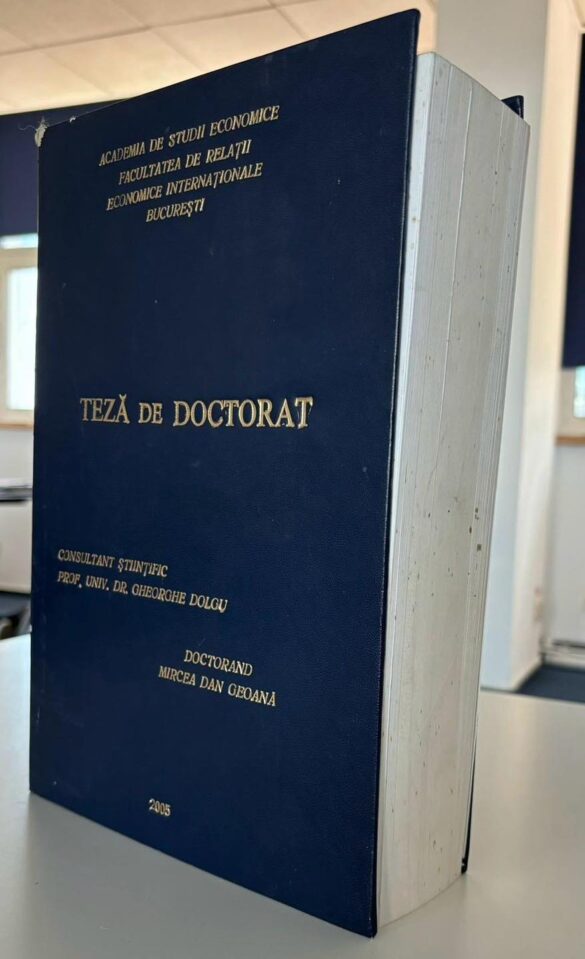 ACADEMIA DE STUDII ECONOMICE
FACULTATEA DE RELAȚII
ECONOMICE INTERNAȚIONALE
BUCUREȘTI
TEZĂ DE DOCTORAT
CONSULTANT ȘTIINȚIFIC
PROF. UNIV. DR. GHEORGHE DOLGU
DOCTORAND
MIRCEA DAN GEOANĂ
2005